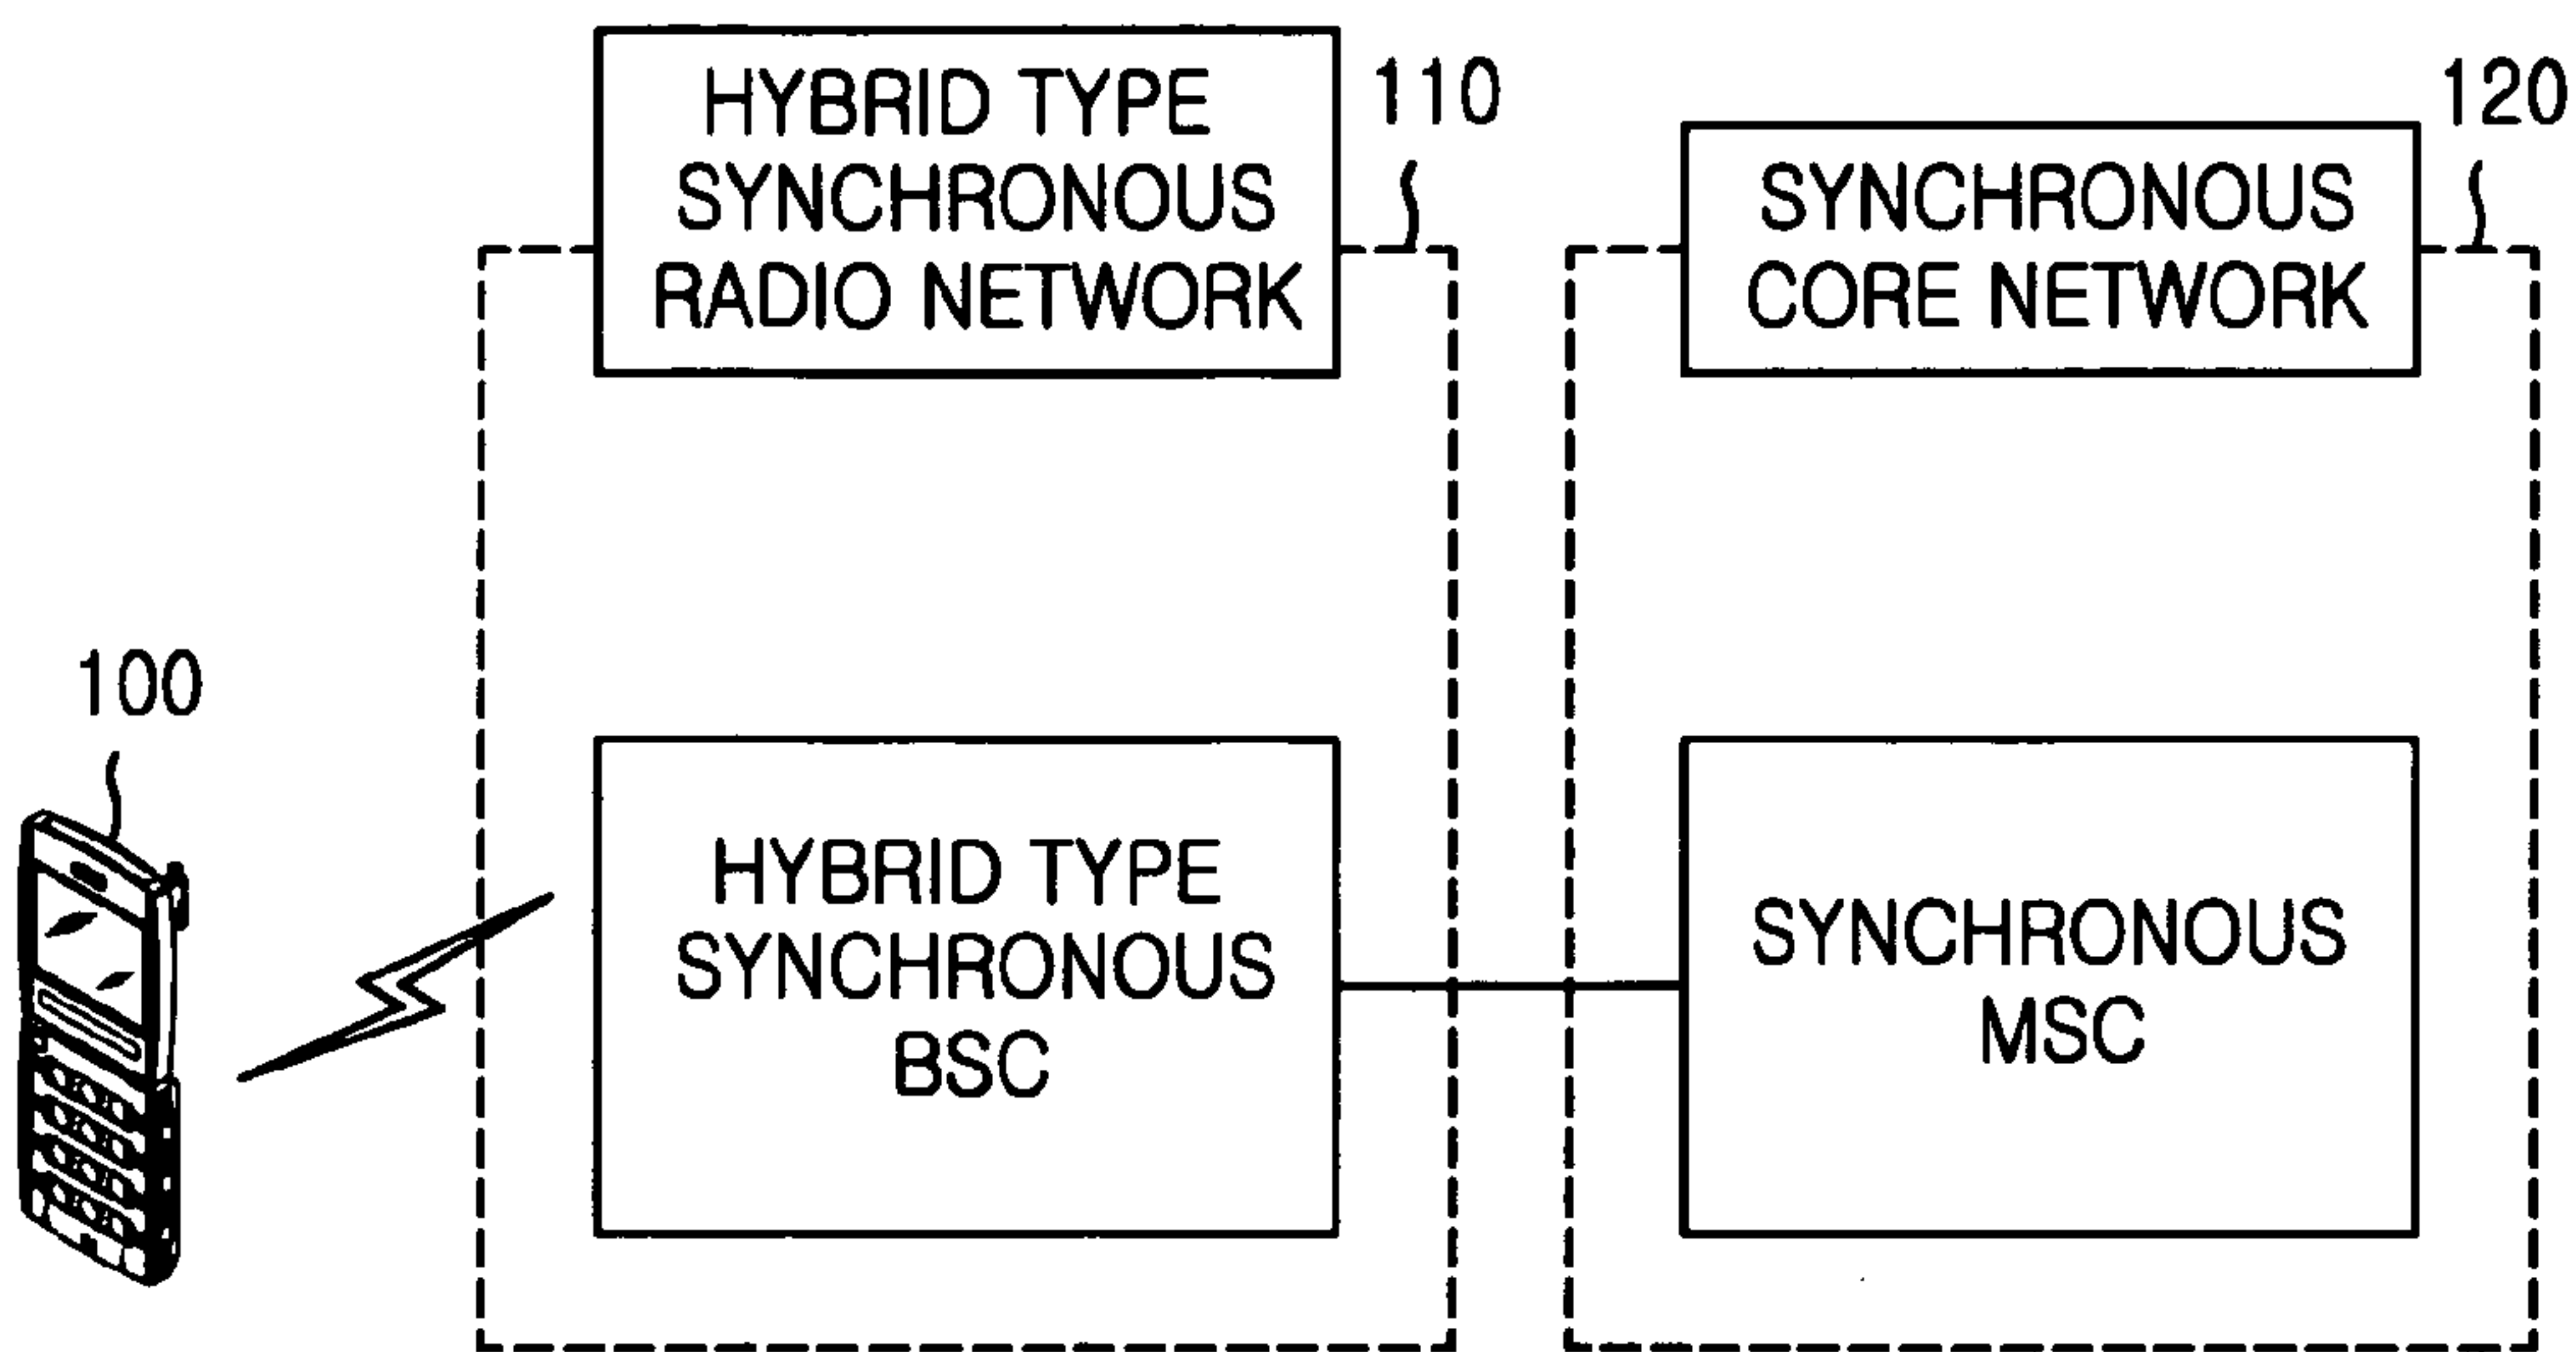 HYBRID TYPE
SYNCHRONOUS
RADIO NETWORK
110
SYNCHRONOUS
CORE NETWORK
120
100
HYBRID TYPE
SYNCHRONOUS
BSC
SYNCHRONOUS
MSC